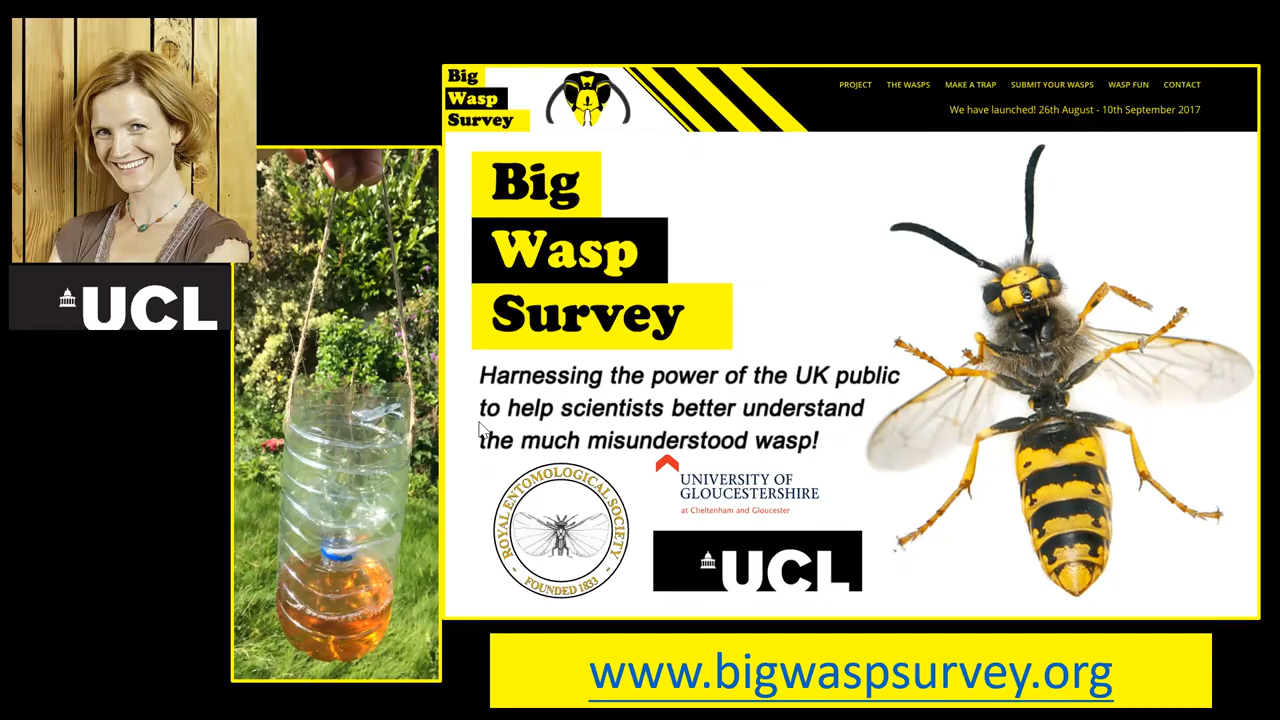 UCL
Big
Wasp
Survey
PROJECT THE WASPS MAKE A TRAP SUBMIT YOUR WASPS WASP FUN CONTACT
We have launched! 26th August - 10th September 2017
Big
Wasp
Survey
Harnessing the power of the UK public
to help scientists better understand
the much misunderstood wasp!
ROYAL ENTOMOLOGICAL SOCIETY
FOUNDED 1833
UNIVERSITY OF
GLOUCESTERSHIRE
at Cheltenham and Gloucester
UCL
www.bigwaspsurvey.org